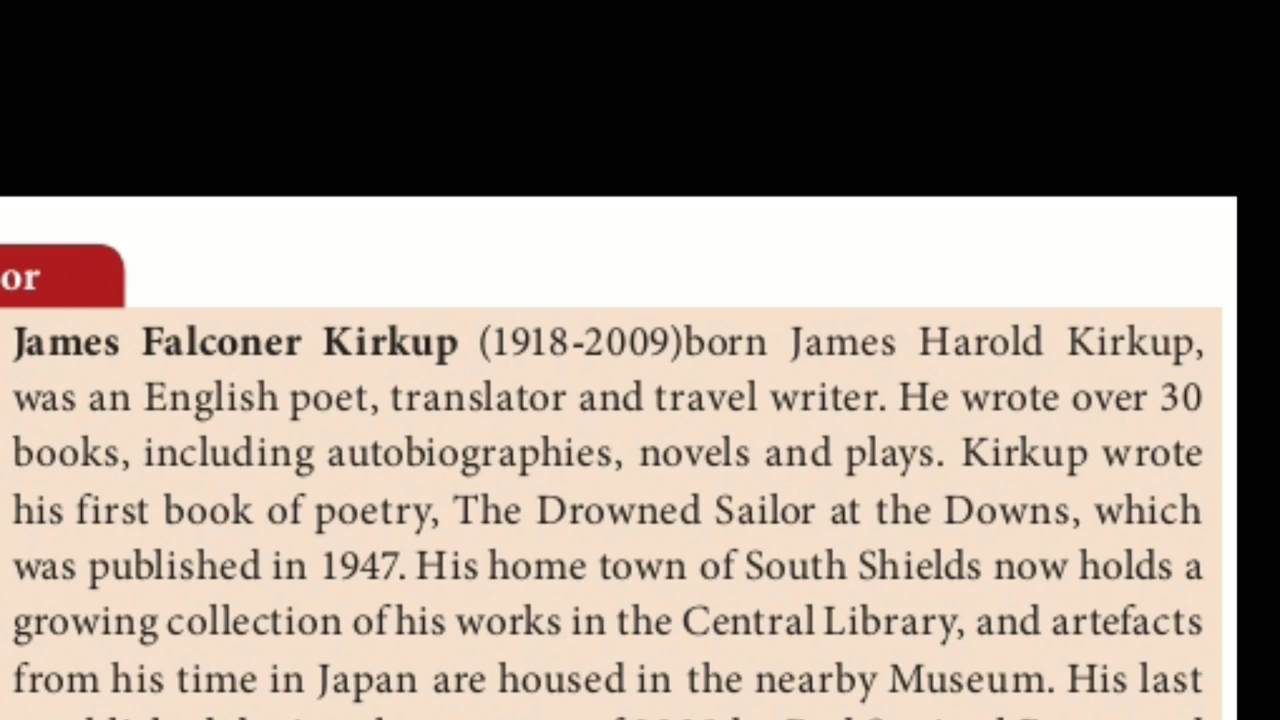 or
James Falconer Kirkup (1918-2009)born James Harold Kirkup,
was an English poet, translator and travel writer. He wrote over 30
books, including autobiographies, novels and plays. Kirkup wrote
his first book of poetry, The Drowned Sailor at the Downs, which
was published in 1947. His home town of South Shields now holds a
growing collection of his works in the Central Library, and artefacts
from his time in Japan are housed in the nearby Museum. His last